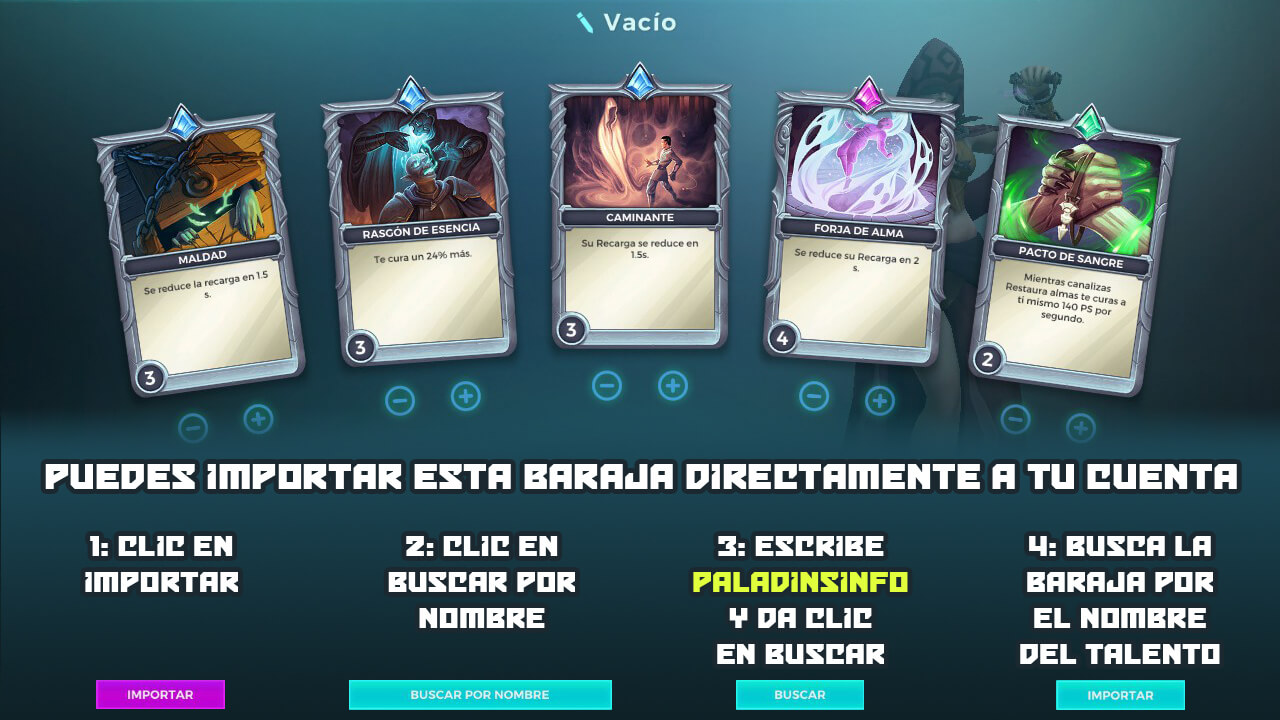 Vacío
MALDAD
Se reduce la recarga en 1.5
s.
3
RASGÓN DE ESENCIA
Te cura un 24% más.
3
CAMINANTE
Su Recarga se reduce en
1.5s.
3
FORJA DE ALMA
Se reduce su Recarga en 2
s.
4
PACTO DE SANGRE
Mientras canalizas
Restaura almas te curas a
ti mismo 140 PS por
segundo.
2
PUEDES IMPORTAR ESTA BARAJA DIRECTAMENTE A TU CUENTA
1: CLIC EN
IMPORTAR
IMPORTAR
2: CLIC EN
BUSCAR POR
NOMBRE
BUSCAR POR NOMBRE
3: ESCRIBE
PALADINSINFO
Y DA CLIC
EN BUSCAR
BUSCAR
4: BUSCA LA
BARAJA POR
EL NOMBRE
DEL TALENTO
IMPORTAR